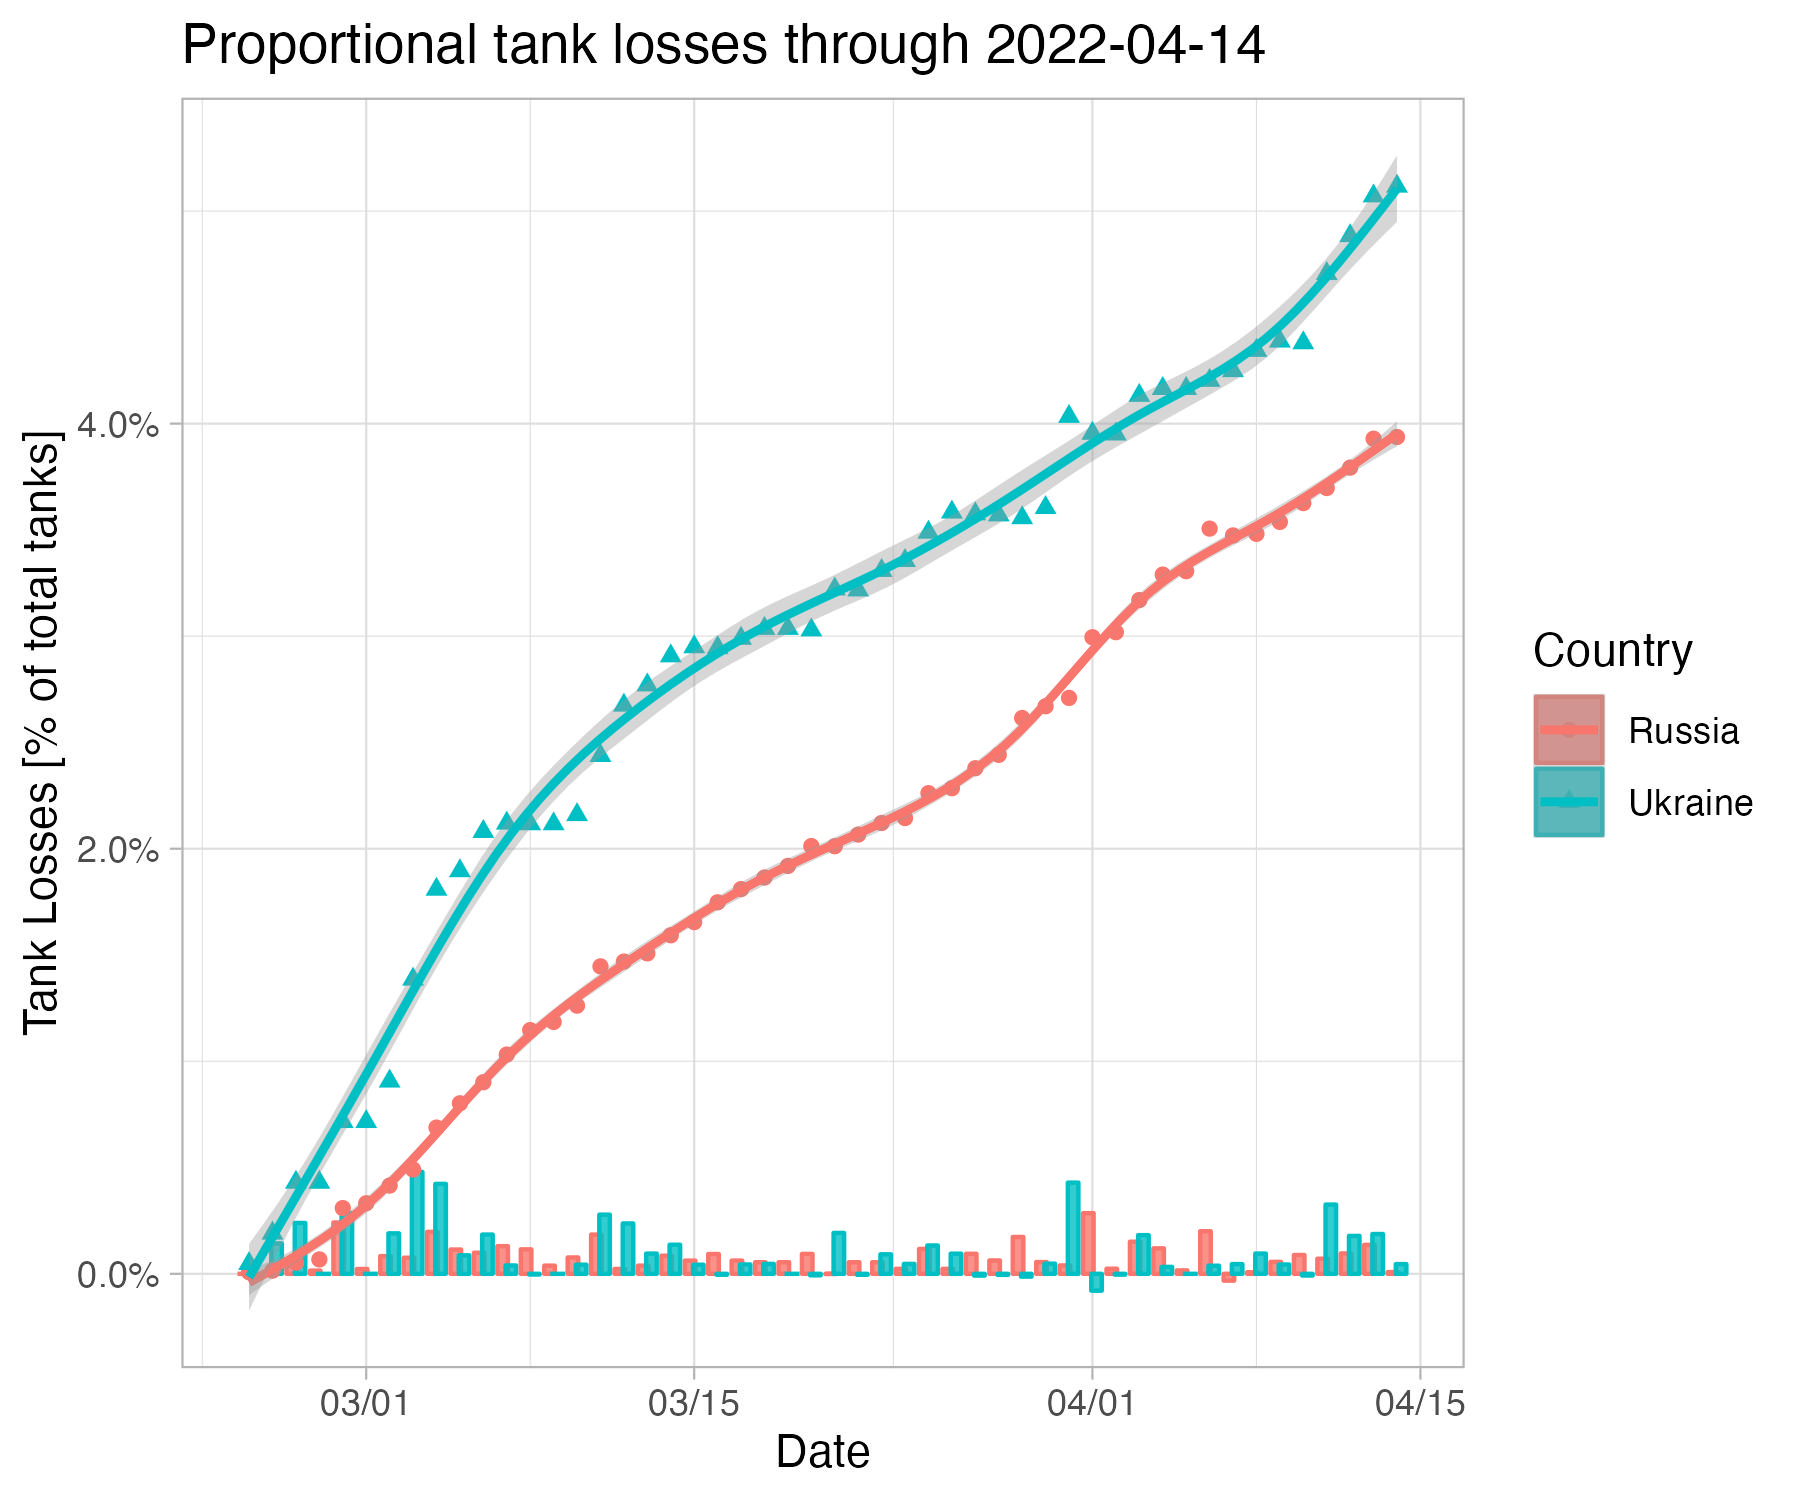 Proportional tank losses through 2022-04-14
Tank Losses [% of total tanks]
4.0%
2.0%
0.0%
03/01
03/15
04/01
04/15
Date
Country
Russia
Ukraine